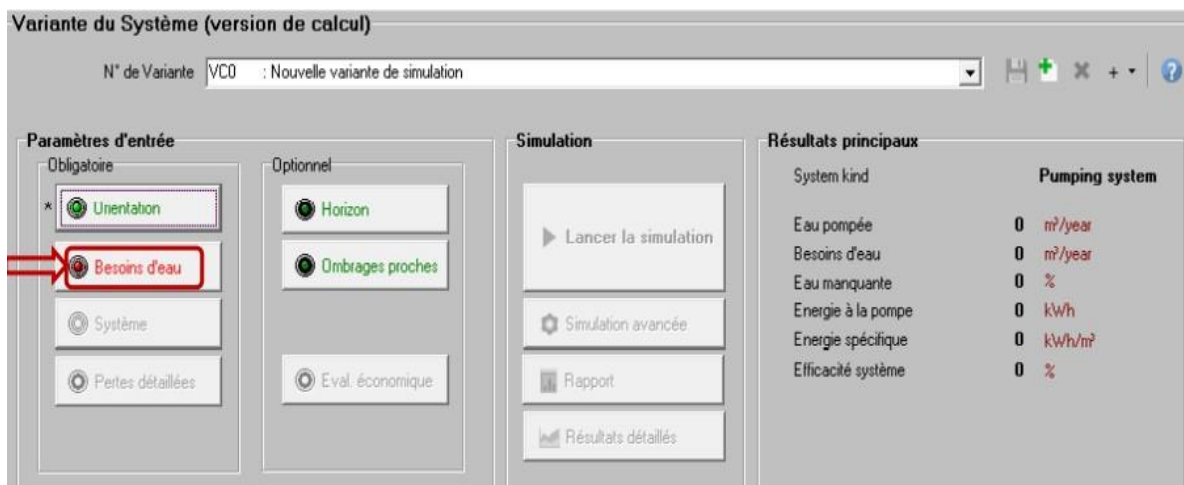 Variante du Système (version de calcul)
N° de Variante VC0 : Nouvelle variante de simulation
Paramètres d'entrée
Obligatoire
* Orientation
Besoins d'eau
Système
Pertes détaillées
Optionnel
Horizon
Ombrages proches
Eval. économique
Simulation
Lancer la simulation
Simulation avancée
Rapport
Résultats détaillés
Résultats principaux
System kind Pumping system
Eau pompée 0 m³/year
Besoins d'eau 0 m³/year
Eau manquante 0 %
Energie à la pompe 0 kWh
Energie spécifique 0 kWh/m³
Efficacité système 0 %